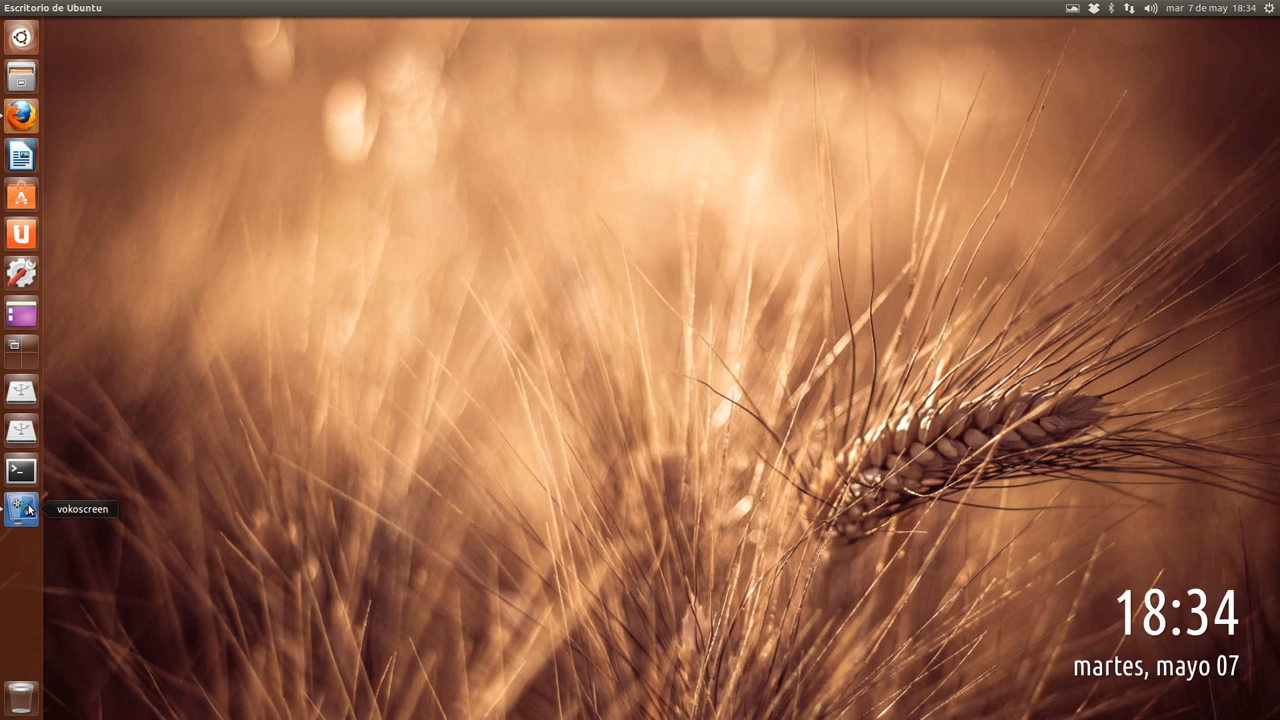 Escritorio de Ubuntu
mar 7 de may 18:34
vokoscreen
18:34
martes, mayo 07